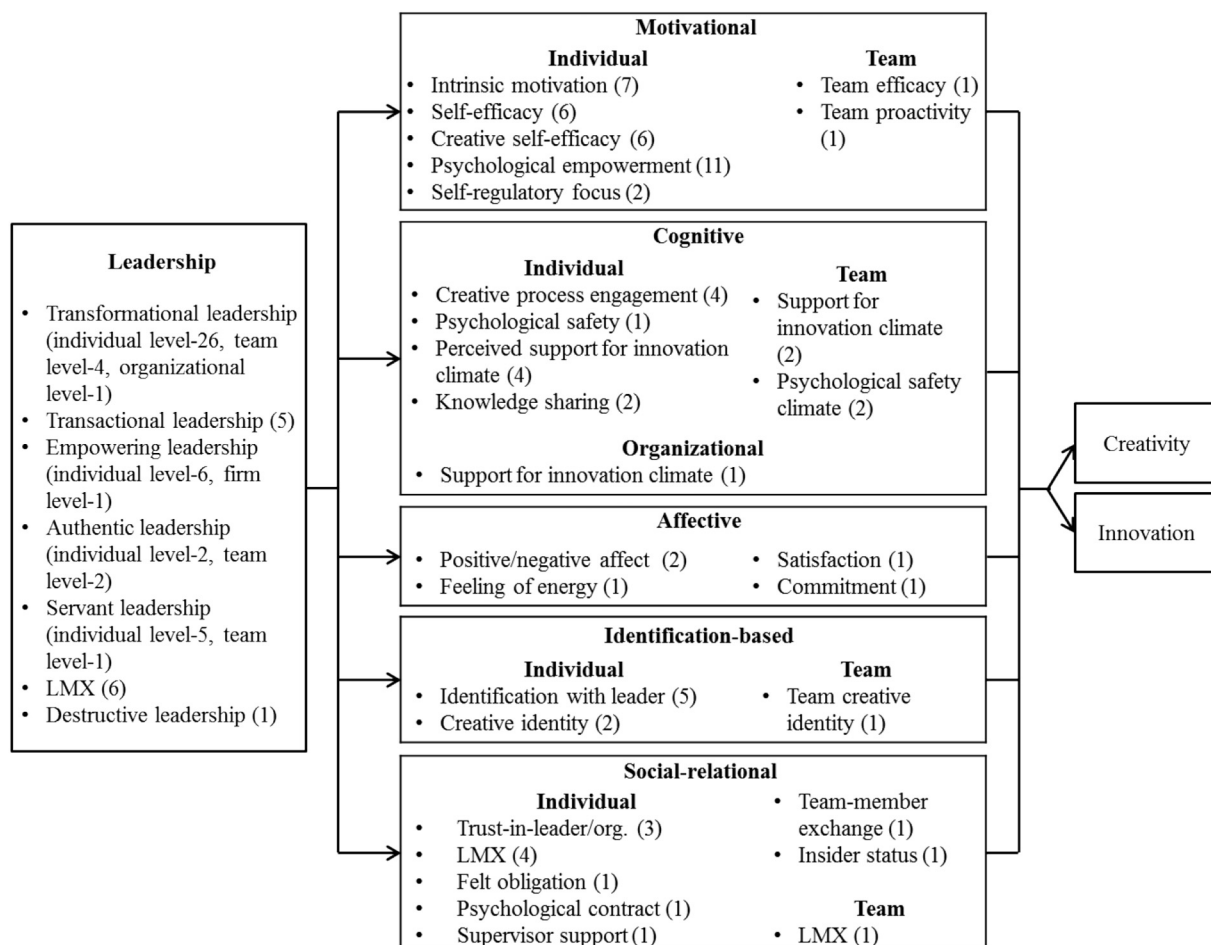 Leadership
• Transformational leadership
(individual level-26, team
level-4, organizational
level-1)
• Transactional leadership (5)
• Empowering leadership
(individual level-6, firm
level-1)
• Authentic leadership
(individual level-2, team
level-2)
• Servant leadership
(individual level-5, team
level-1)
• LMX (6)
• Destructive leadership (1)
Motivational
Individual
• Intrinsic motivation (7)
• Self-efficacy (6)
• Creative self-efficacy (6)
• Psychological empowerment (11)
• Self-regulatory focus (2)
Team
• Team efficacy (1)
• Team proactivity
(1)
Cognitive
Individual
• Creative process engagement (4)
• Psychological safety (1)
• Perceived support for innovation
climate (4)
• Knowledge sharing (2)
Team
• Support for
innovation climate
(2)
• Psychological safety
climate (2)
Organizational
• Support for innovation climate (1)
Affective
• Positive/negative affect (2)
• Feeling of energy (1)
• Satisfaction (1)
• Commitment (1)
Identification-based
Individual
• Identification with leader (5)
• Creative identity (2)
Team
• Team creative
identity (1)
Social-relational
Individual
• Trust-in-leader/org. (3)
• LMX (4)
• Felt obligation (1)
• Psychological contract (1)
• Supervisor support (1)
• Team-member
exchange (1)
• Insider status (1)
Team
• LMX (1)
Creativity
Innovation